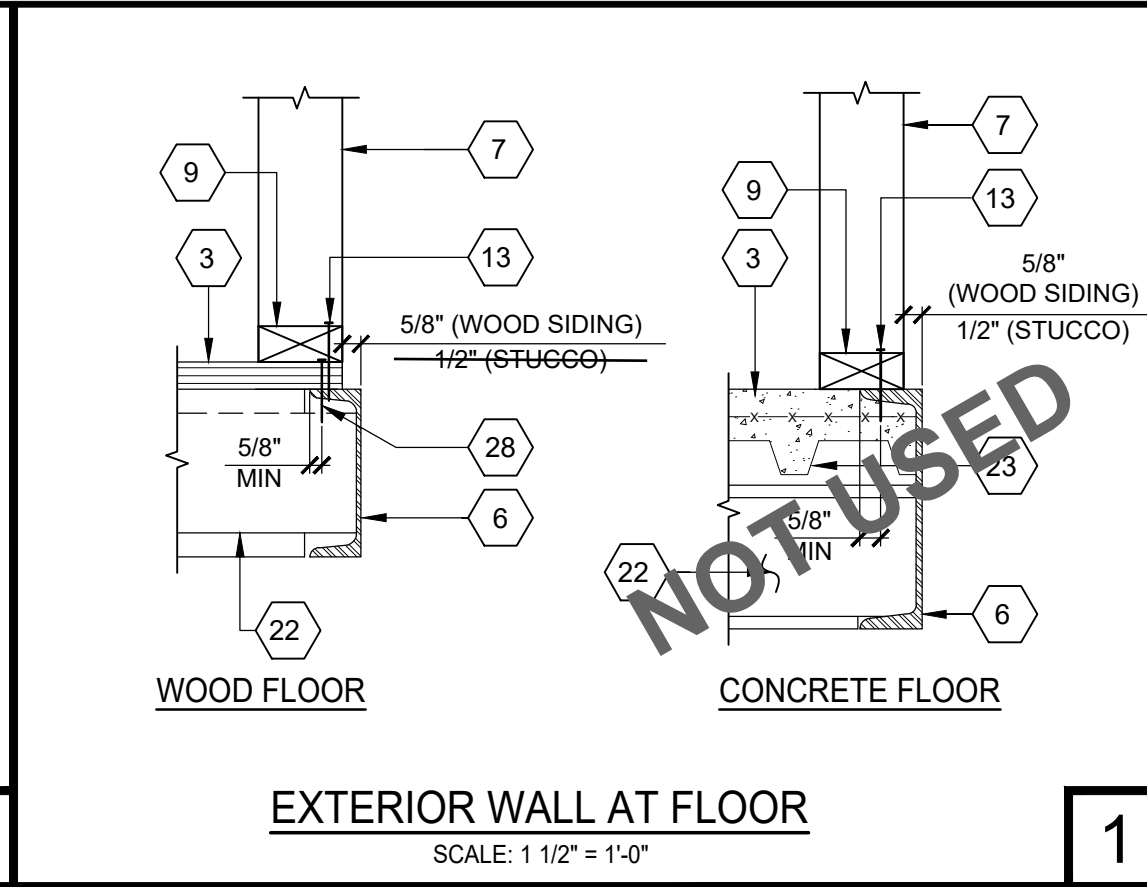 7
9
3
13
5/8" (WOOD SIDING)
1/2" (STUCCO)
5/8"
MIN
28
6
22
WOOD FLOOR
7
9
13
3
5/8"
(WOOD SIDING)
1/2" (STUCCO)
X X X X X
23
5/8"
MIN
22
6
NOT USED
CONCRETE FLOOR
EXTERIOR WALL AT FLOOR
SCALE: 1 1/2" = 1'-0"
1